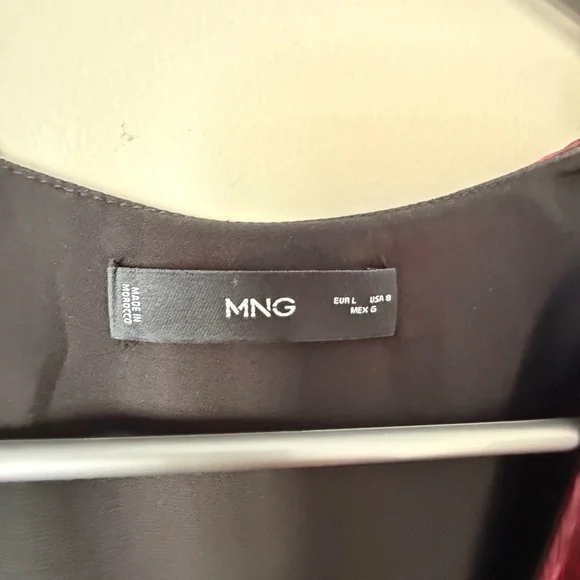 MADE IN
MOROCCO
MNG
EUR L USA 8
MEX G